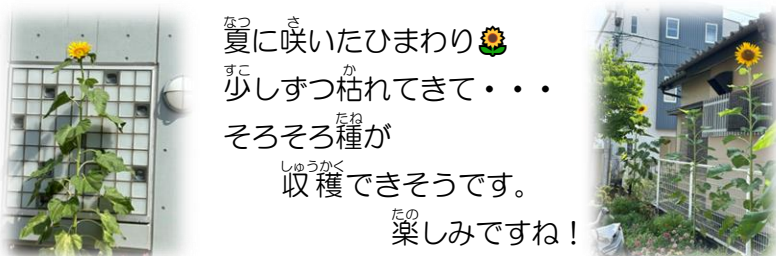 夏に咲いたひまわり🌻
少しずつ枯れてきて・・・
そろそろ種が
収穫できそうです。
楽しみですね！